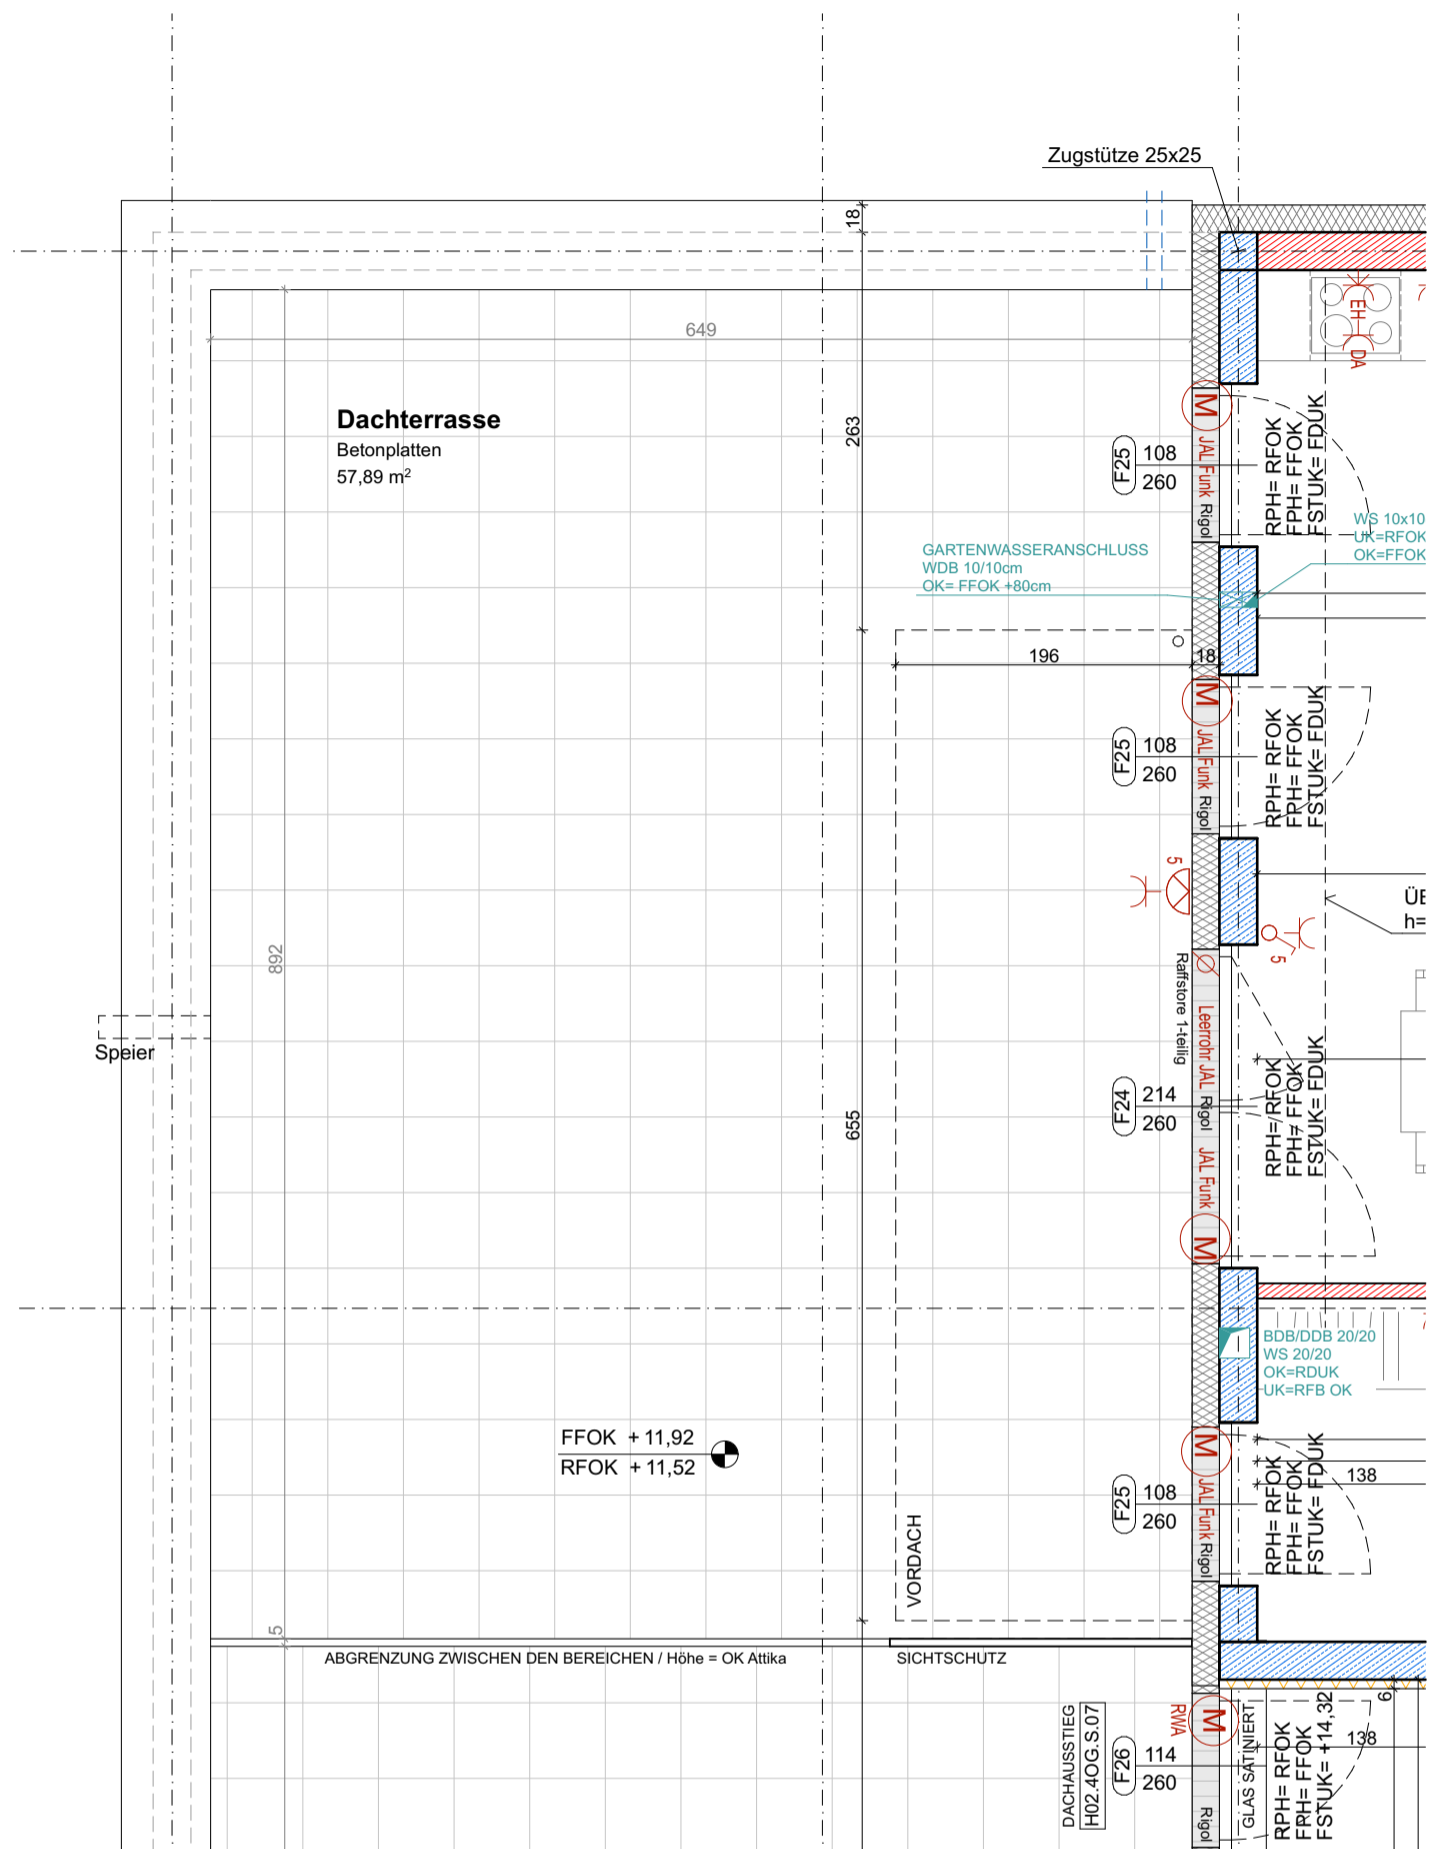 Zugstütze 25x25
18
649
EH
DA
Dachterrasse
Betonplatten
57,89 m²
263
F25
108
260
JAL Funk
Rigol
RPH= RFOK
FPH= FFOK
FSTUK= FDUK
GARTENWASSERANSCHLUSS
WDB 10/10cm
OK= FFOK +80cm
WS 10x10
UK=RFOK
OK=FFOK
196
18
M
M
F25
108
260
JAL Funk
Rigol
RPH= RFOK
FPH= FFOK
FSTUK= FDUK
5
5
h=
892
Speier
Raffstore 1-teilig
Leerrohr JAL
Rigol
JAL Funk
M
F24
214
260
RPH= RFOK
FPH= FFOK
FSTUK= FDUK
655
BDB/DDB 20/20
WS 20/20
OK=RDUK
UK=RFB OK
FFOK + 11,92
RFOK + 11,52
M
F25
108
260
JAL Funk
Rigol
RPH= RFOK
FPH= FFOK
FSTUK= FDUK
138
VORDACH
5
ABGRENZUNG ZWISCHEN DEN BEREICHEN / Höhe = OK Attika
SICHTSCHUTZ
DACHAUSSTIEG
H02.4OG.S.07
F26
114
260
RWA
M
Rigol
GLAS SATINIERT
RPH= RFOK
FPH= FFOK
FSTUK= +14,32
6
138